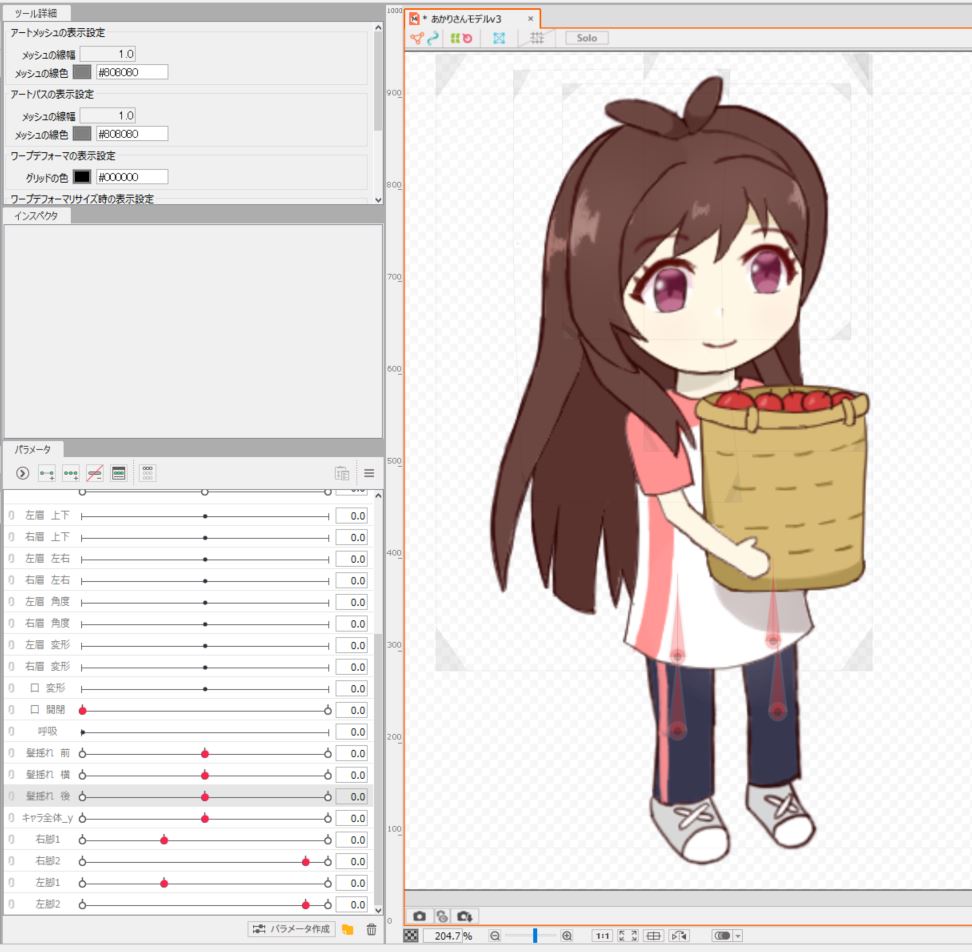 ツール詳細
アートメッシュの表示設定
メッシュの線幅 1.0
メッシュの線色 #808080
アートパスの表示設定
メッシュの線幅 1.0
メッシュの線色 #808080
ワープデフォーマの表示設定
グリッドの色 #000000
ワープデフォーマリサイズ時の表示設定
インスペクタ
パラメータ
左眉 上下 0.0
右眉 上下 0.0
左眉 左右 0.0
右眉 左右 0.0
左眉 角度 0.0
右眉 角度 0.0
左眉 変形 0.0
右眉 変形 0.0
口 変形 0.0
口 開閉 0.0
呼吸 0.0
髪揺れ 前 0.0
髪揺れ 横 0.0
髪揺れ 後 0.0
キャラ全体_y 0.0
右脚1 0.0
右脚2 0.0
左脚1 0.0
左脚2 0.0
パラメータ作成
* あかりさんモデルv3 ×
Solo
1000
900
800
700
600
500
400
300
200
100
0
204.7 %
1:1